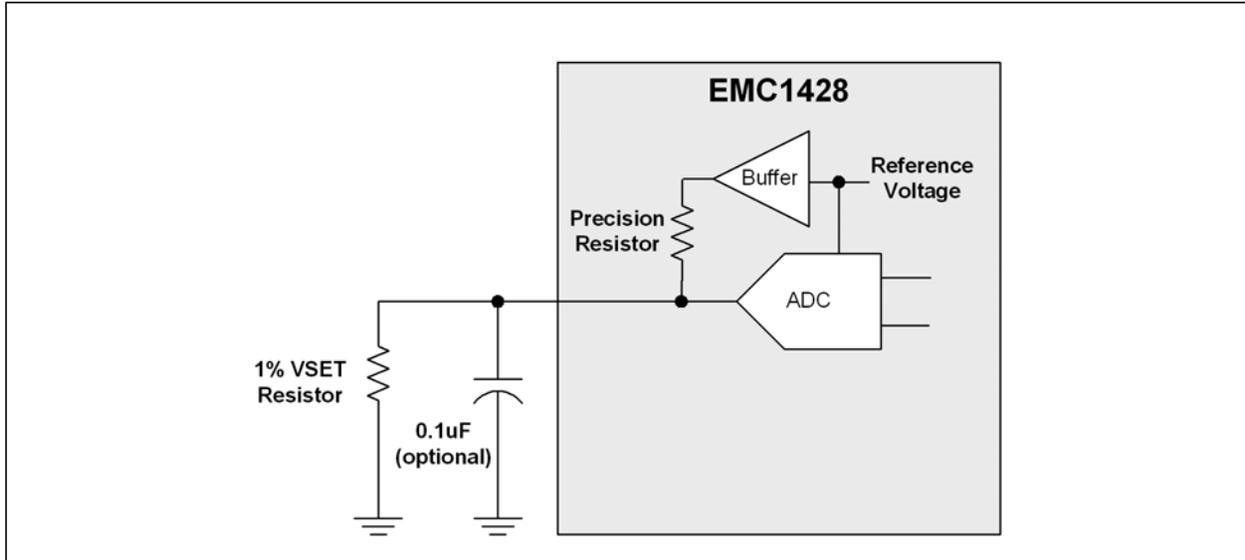 EMC1428
Buffer
Reference
Voltage
Precision
Resistor
ADC
1% VSET
Resistor
0.1uF
(optional)